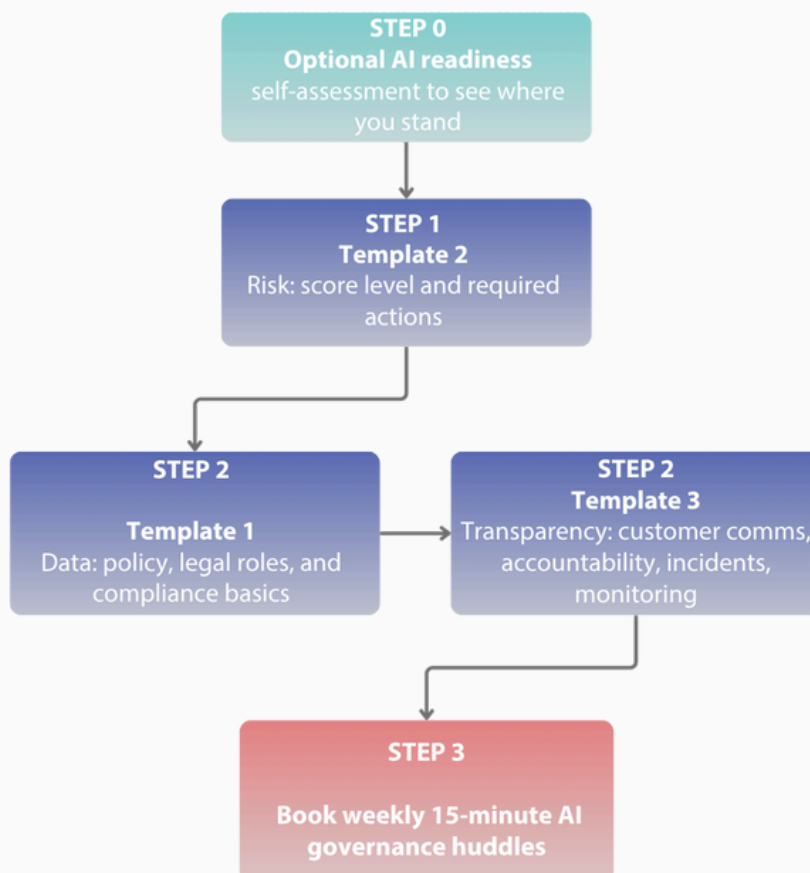 STEP 0
Optional AI readiness
self-assessment to see where
you stand
STEP 1
Template 2
Risk: score level and required
actions
STEP 2
Template 1
Data: policy, legal roles, and
compliance basics
STEP 2
Template 3
Transparency: customer comms,
accountability, incidents,
monitoring
STEP 3
Book weekly 15-minute AI
governance huddles